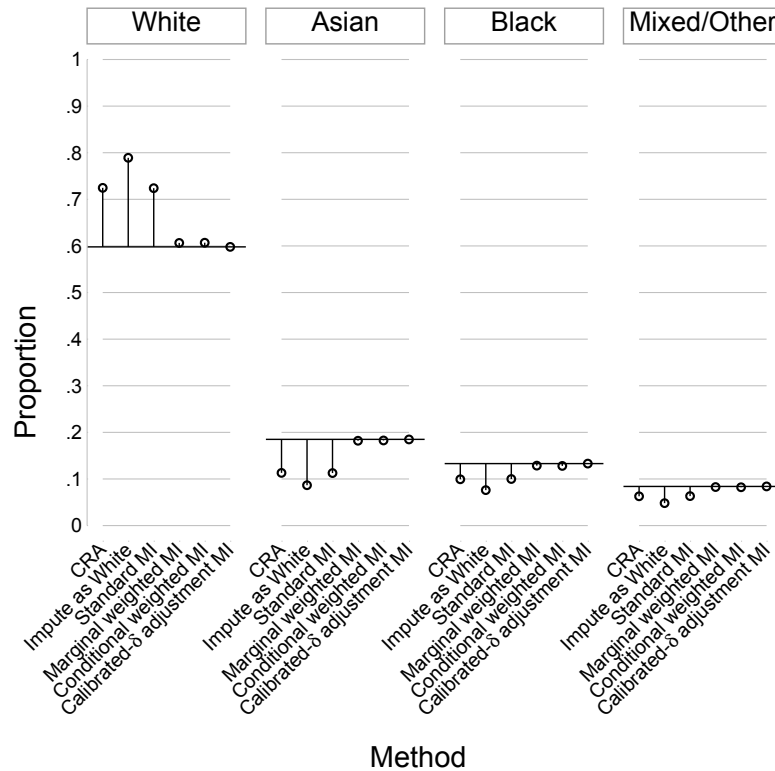 White
Asian
Black
Mixed/Other
1
.9
.8
.7
.6
.5
.4
.3
.2
.1
0
Proportion
CRA
Impute as White
Standard MI
Marginal weighted MI
Conditional weighted MI
Calibrated-δ adjustment MI
CRA
Impute as White
Standard MI
Marginal weighted MI
Conditional weighted MI
Calibrated-δ adjustment MI
CRA
Impute as White
Standard MI
Marginal weighted MI
Conditional weighted MI
Calibrated-δ adjustment MI
CRA
Impute as White
Standard MI
Marginal weighted MI
Conditional weighted MI
Calibrated-δ adjustment MI
Method